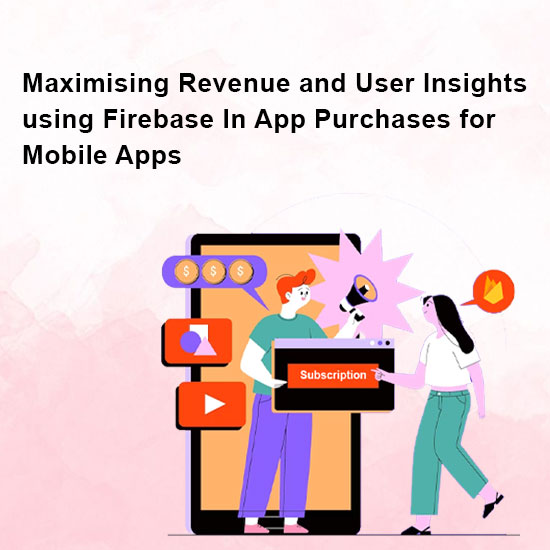 Maximising Revenue and User Insights
using Firebase In App Purchases for
Mobile Apps
$ $ $
Subscription